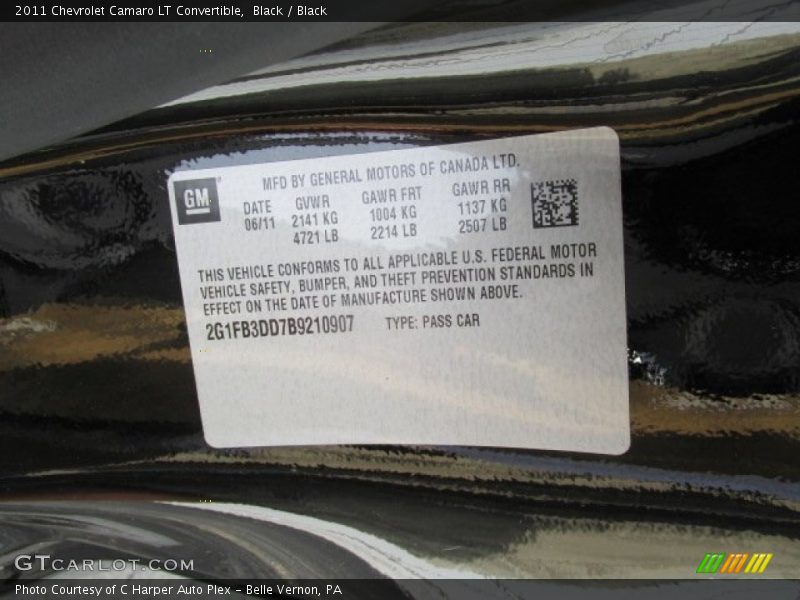 2011 Chevrolet Camaro LT Convertible, Black / Black
GM
MFD BY GENERAL MOTORS OF CANADA LTD.
DATE GVWR GAWR FRT GAWR RR
06/11 2141 KG 1004 KG 1137 KG
4721 LB 2214 LB 2507 LB
THIS VEHICLE CONFORMS TO ALL APPLICABLE U.S. FEDERAL MOTOR
VEHICLE SAFETY, BUMPER, AND THEFT PREVENTION STANDARDS IN
EFFECT ON THE DATE OF MANUFACTURE SHOWN ABOVE.
2G1FB3DD7B9210907 TYPE: PASS CAR
GTCARLOT.COM
Photo Courtesy of C Harper Auto Plex - Belle Vernon, PA